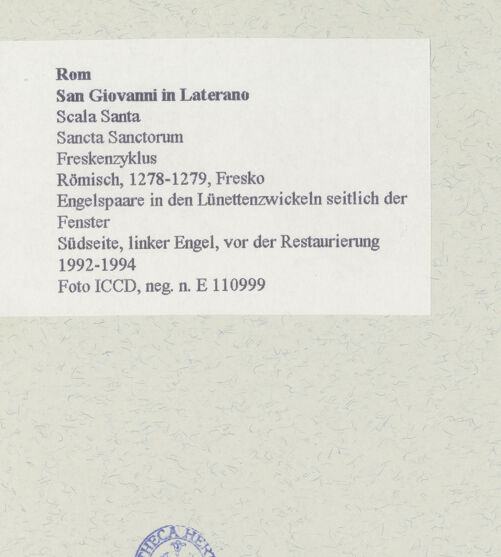 Rom
San Giovanni in Laterano
Scala Santa
Sancta Sanctorum
Freskenzyklus
Römisch, 1278-1279, Fresko
Engelspaare in den Lünettenzwickeln seitlich der
Fenster
Südseite, linker Engel, vor der Restaurierung
1992-1994
Foto ICCD, neg. n. E 110999